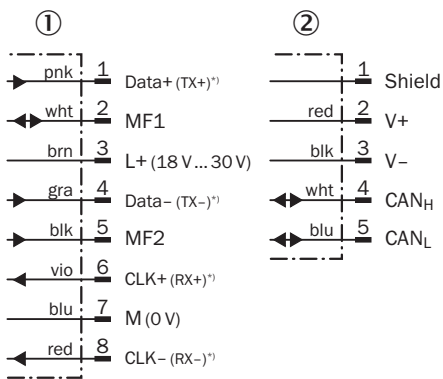 ①
pnk 1 Data+ (TX+)*)
wht 2 MF1
brn 3 L+ (18 V... 30 V)
gra 4 Data– (TX–)*)
blk 5 MF2
vio 6 CLK+ (RX+)*)
blu 7 M (0 V)
red 8 CLK– (RX–)*)
②
1 Shield
red 2 V+
blk 3 V–
wht 4 CANH
blu 5 CANL